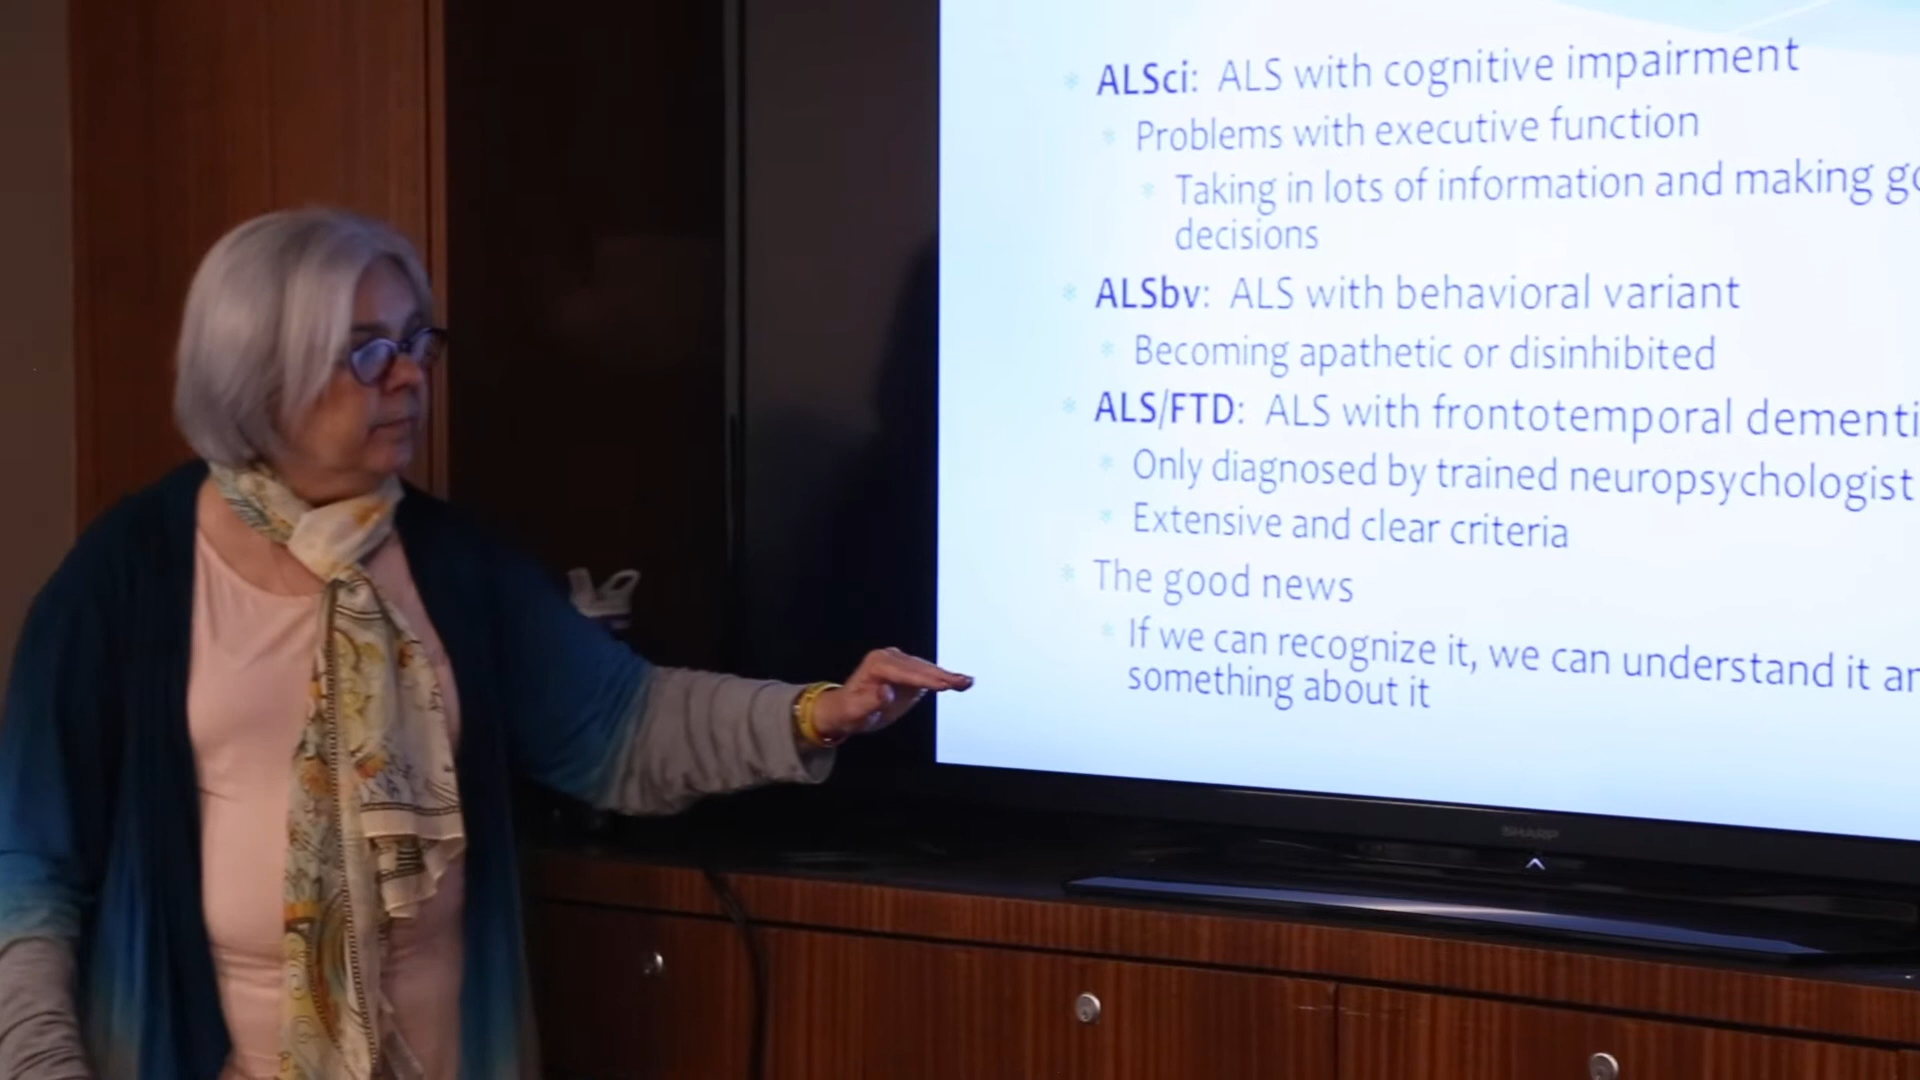 ALSci: ALS with cognitive impairment
Problems with executive function
Taking in lots of information and making
decisions
ALSbv: ALS with behavioral variant
Becoming apathetic or disinhibited
ALS/FTD: ALS with frontotemporal
Only diagnosed by trained neuropsychologist
Extensive and clear criteria
The good news
If we can recognize it, we can understand it
something about it
SHARP